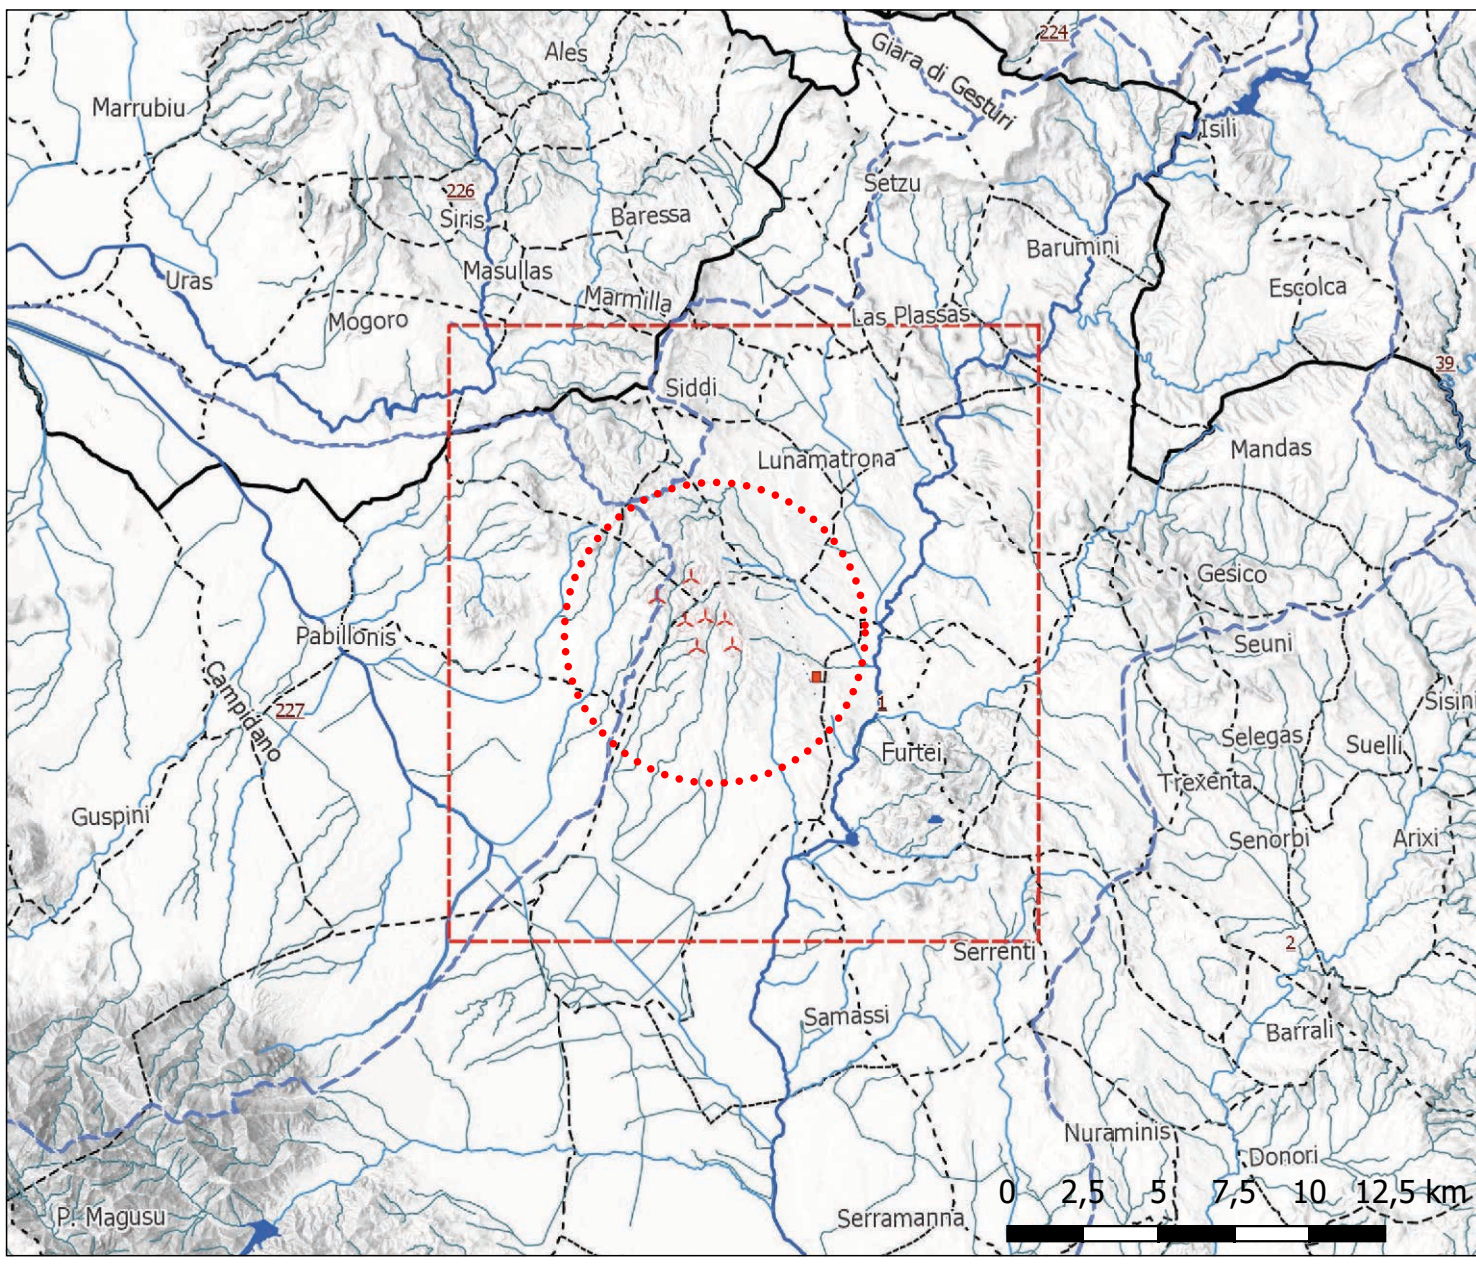 224
Ales
Giara di Gesturi
Marrubiu
Isili
226
Setzu
Siris
Baressa
Barumini
Masullas
Uras
Escolca
Marmilla
Mogoro
Las Plassas
39
Siddi
Mandas
Lunamatrona
Gesico
Pabillonis
Seuni
Campidano
227
1
Sisini
Selegas
Suelli
Furtei
Trexenta
Guspini
Senorbi
Arixi
2
Serrenti
Samassi
Barrali
Nuraminis
Donori
0 2,5 5 7,5 10 12,5 km
P. Magusu
Serramanna